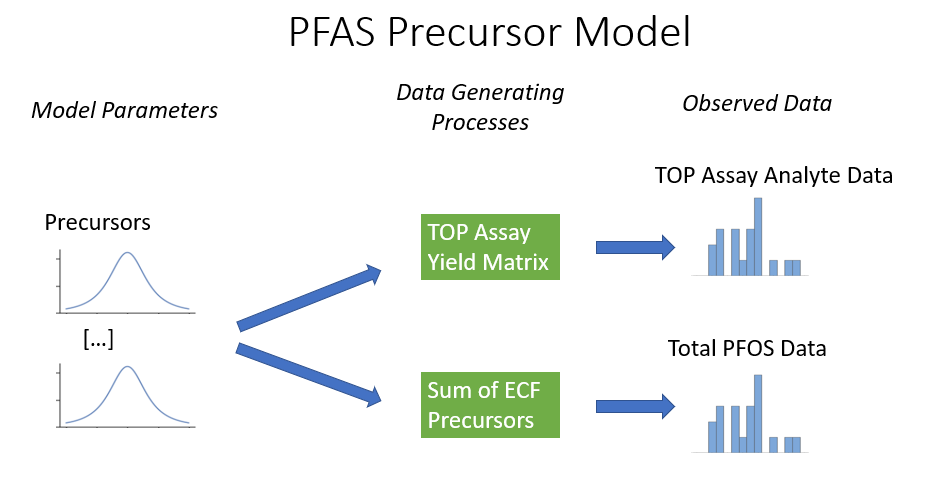 PFAS Precursor Model
Model Parameters
Data Generating
Processes
Observed Data
Precursors
[...]
TOP Assay
Yield Matrix
Sum of ECF
Precursors
TOP Assay Analyte Data
Total PFOS Data